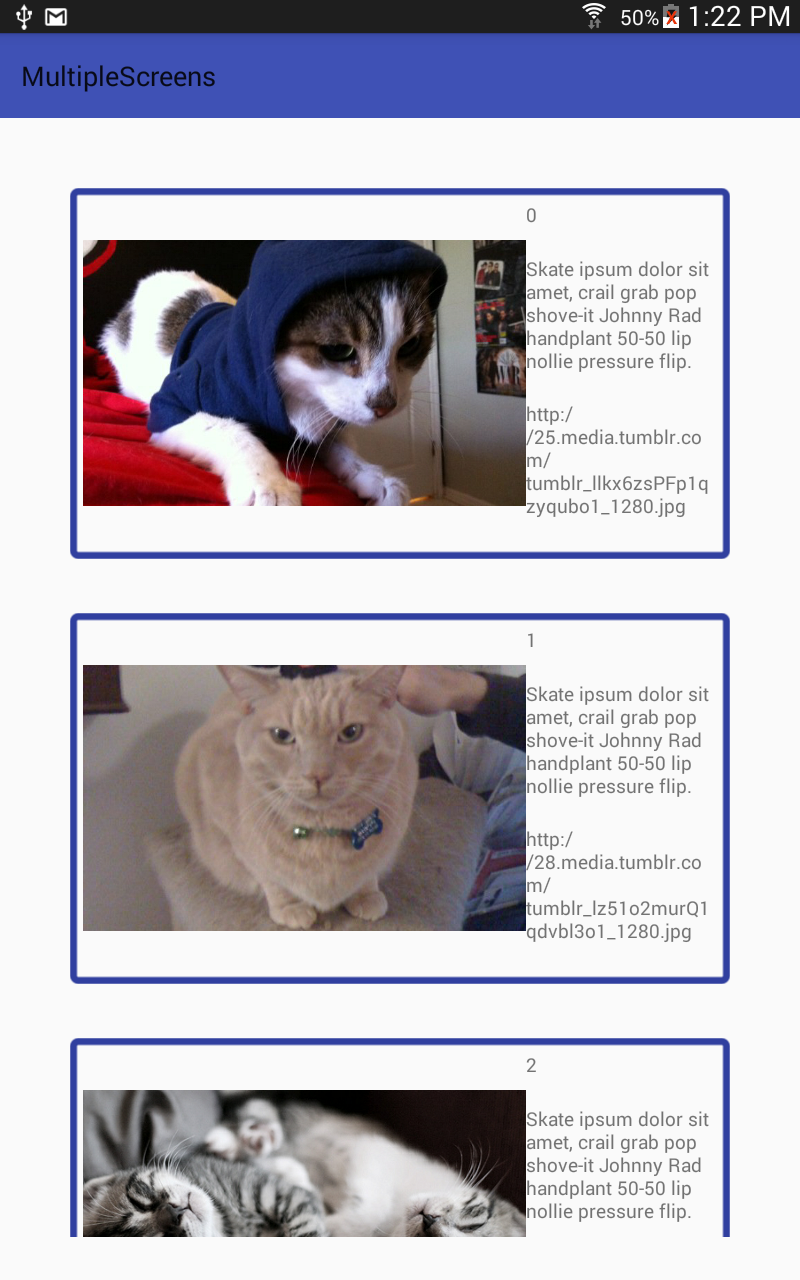 50% 1:22 PM
MultipleScreens
0
Skate ipsum dolor sit
amet, crail grab pop
shove-it Johnny Rad
handplant 50-50 lip
nollie pressure flip.
http:/
/25.media.tumblr.co
m/
tumblr_llkx6zsPFp1q
zyqubo1_1280.jpg
1
Skate ipsum dolor sit
amet, crail grab pop
shove-it Johnny Rad
handplant 50-50 lip
nollie pressure flip.
http:/
/28.media.tumblr.co
m/
tumblr_lz51o2murQ1
qdvbl3o1_1280.jpg
2
Skate ipsum dolor sit
amet, crail grab pop
shove-it Johnny Rad
handplant 50-50 lip
nollie pressure flip.